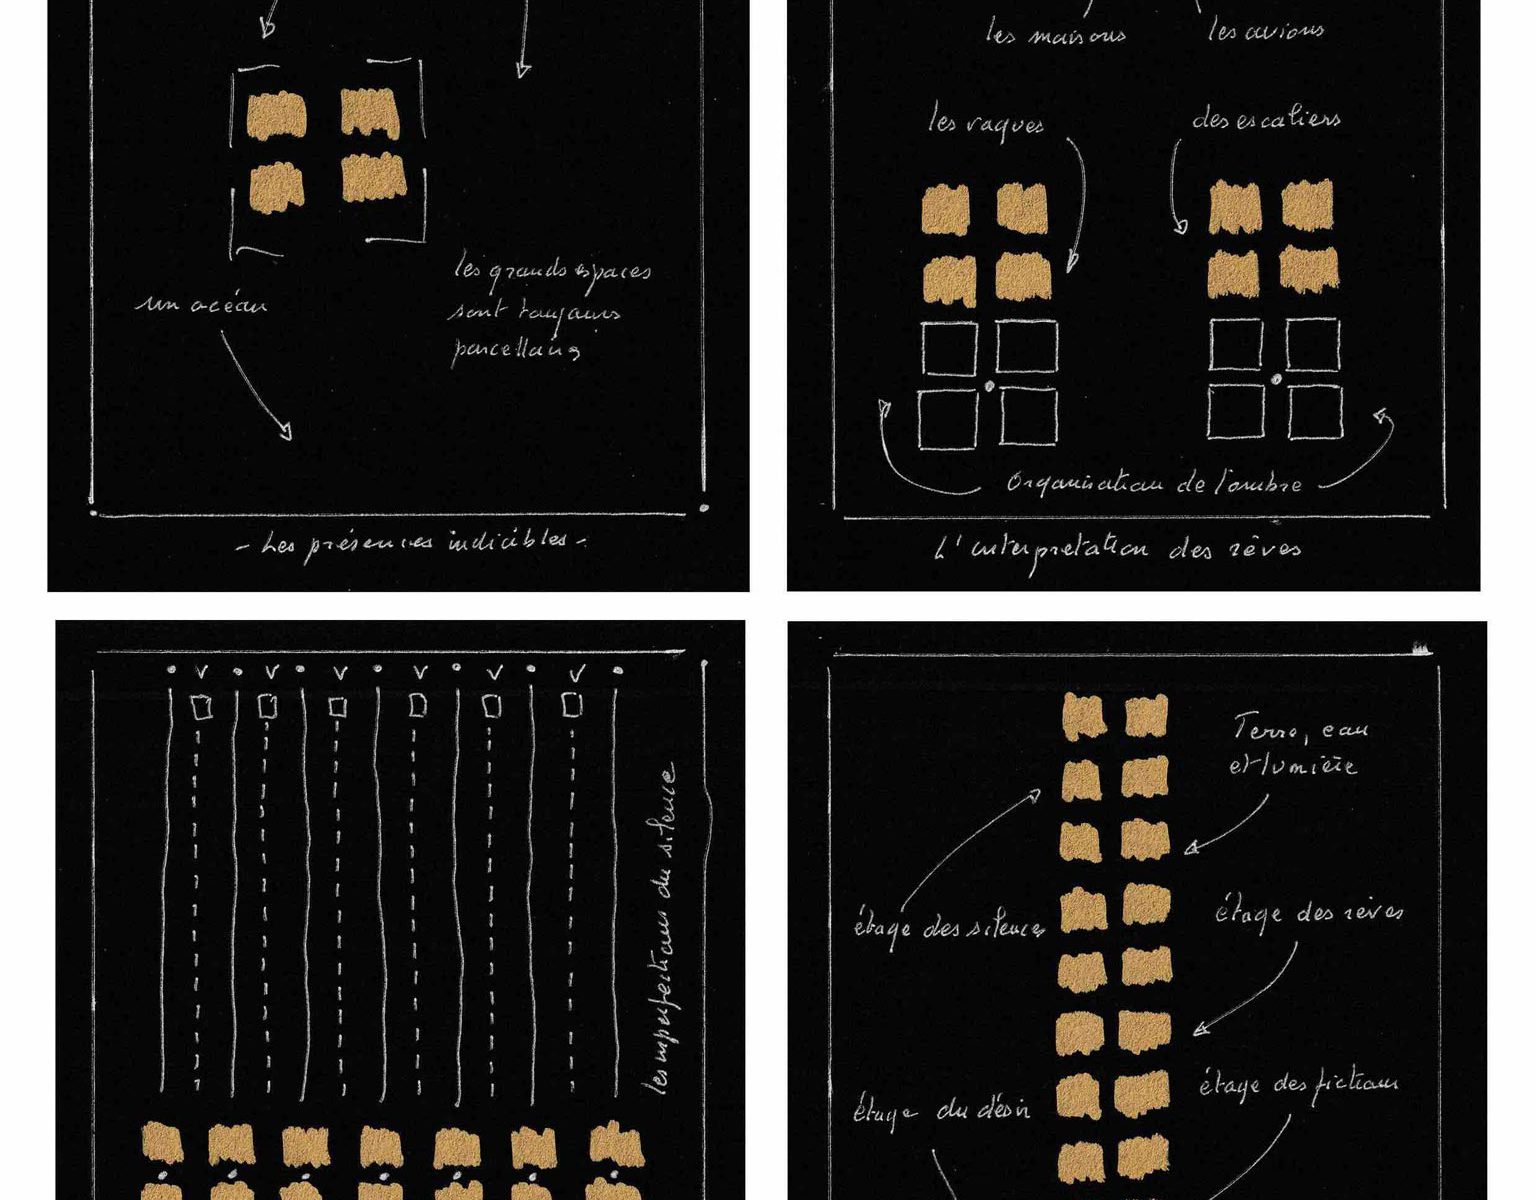 un océan
les grands espaces
sont toujours
parcellaires
- Les présences indicibles -
les maisons
les avions
les vagues
des escaliers
Organisation de l'ombre
L'interpretation des rêves
les imperfections du silence
Terre, eau
et lumière
étage des silences
étage des rêves
étage du désir
étage des fictions